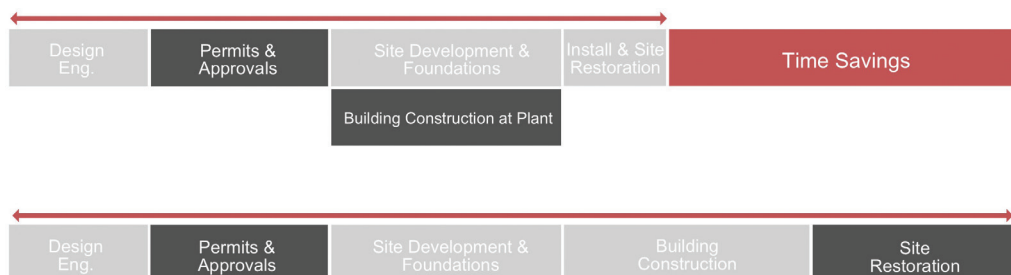 Design
Eng.
Permits &
Approvals
Site Development &
Foundations
Install & Site
Restoration
Time Savings
Building Construction at Plant
Design
Eng.
Permits &
Approvals
Site Development &
Foundations
Building
Construction
Site
Restoration